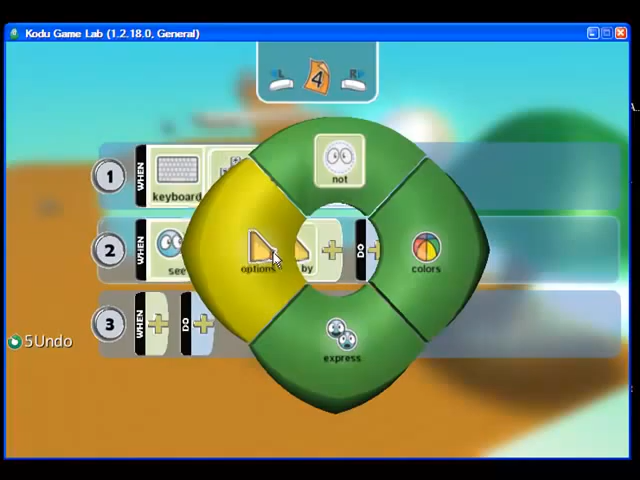 Kodu Game Lab (1.2.18.0, General)
L 4 R
1 WHEN keyboard
not
2 WHEN see options by DO colors
express
3 WHEN DO
5Undo